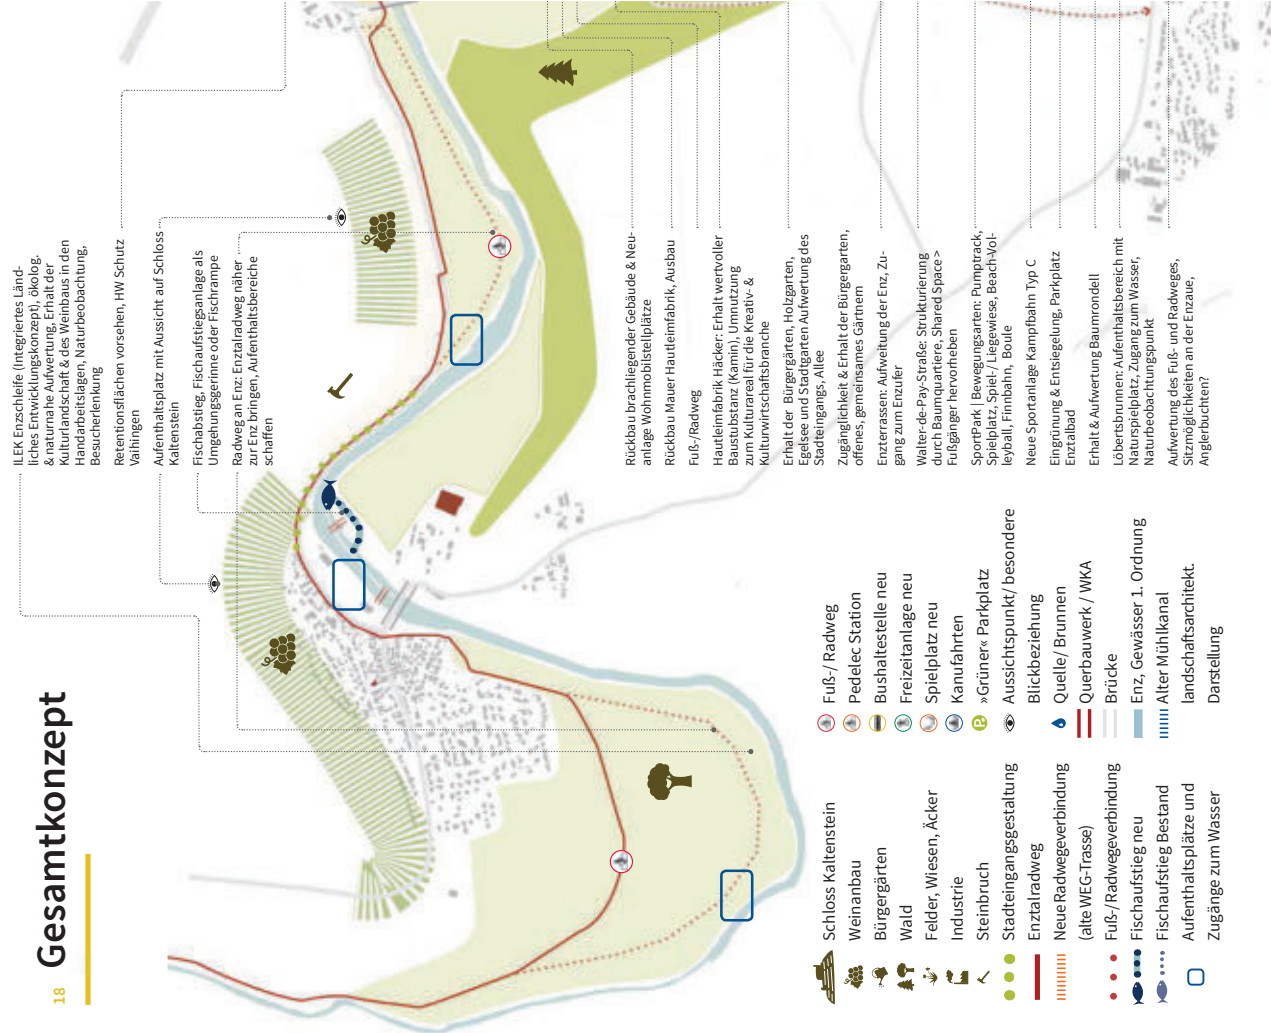 18 Gesamtkonzept
ILEK Enzschleife (Integriertes Länd-
liches Entwicklungskonzept), ökolog.
& naturnahe Aufwertung, Erhalt der
Kulturlandschaft & des Weinbaus in den
Handarbeitslagen, Naturbeobachtung,
Besucherlenkung
Retentionsflächen vorsehen, HW Schutz
Vaihingen
Aufenthaltsplatz mit Aussicht auf Schloss
Kaltenstein
Fischabstieg, Fischaufstiegsanlage als
Umgehungsgerinne oder Fischrampe
Radweg an Enz: Enztalradweg näher
zur Enz bringen, Aufenthaltsbereiche
schaffen
Rückbau brachliegender Gebäude & Neu-
anlage Wohnmobilstellplätze
Rückbau Mauer Hautleimfabrik, Ausbau
Fuß-/Radweg
Hautleimfabrik Häcker: Erhalt wertvoller
Baustubstanz (Kamin), Umnutzung
zum Kulturareal für die Kreativ- &
Kulturwirtschaftsbranche
Erhalt der Bürgergärten, Holzgarten,
Egelsee und Stadtgarten Aufwertung des
Stadteingangs, Allee
Zugänglichkeit & Erhalt der Bürgergärten,
offenes, gemeinsames Gärtnern
Enzterrassen: Aufweitung der Enz, Zu-
gang zum Enzufer
Walter-de-Pay-Straße: Strukturierung
durch Baumquartiere, Shared Space>
Fußgänger hervorheben
SportPark | Bewegungsgarten: Pumptrack,
Spielplatz, Spiel-/ Liegewiese, Beach-Vol-
leyball, Finnbahn, Boule
Neue Sportanlage Kampfbahn Typ C
Eingrünung & Entsiegelung, Parkplatz
Enztalbad
Erhalt & Aufwertung Baumrondell
Löbertsbrunnen: Aufenthaltsbereich mit
Naturspielplatz, Zugang zum Wasser,
Naturbeobachtungspunkt
Aufwertung des Fuß- und Radweges,
Sitzmöglichkeiten an der Enzaue,
Anglerbuchten?
Schloss Kaltenstein
Weinanbau
Bürgergärten
Wald
Felder, Wiesen, Äcker
Industrie
Steinbruch
Stadteingangsgestaltung
Enztalradweg
Neue Radwegeverbindung
(alte WEG-Trasse)
Fuß-/ Radwegeverbindung
Fischaufstieg neu
Fischaufstieg Bestand
Aufenthaltsplätze und
Zugänge zum Wasser
Fuß-/ Radweg
Pedelec Station
Bushaltestelle neu
Freizeitanlage neu
Spielplatz neu
Kanufahrten
»Grüner« Parkplatz
Aussichtspunkt/ besondere
Blickbeziehung
Quelle/ Brunnen
Querbauwerk / WKA
Brücke
Enz, Gewässer 1. Ordnung
Alter Mühlkanal
landschaftsarchitekt.
Darstellung